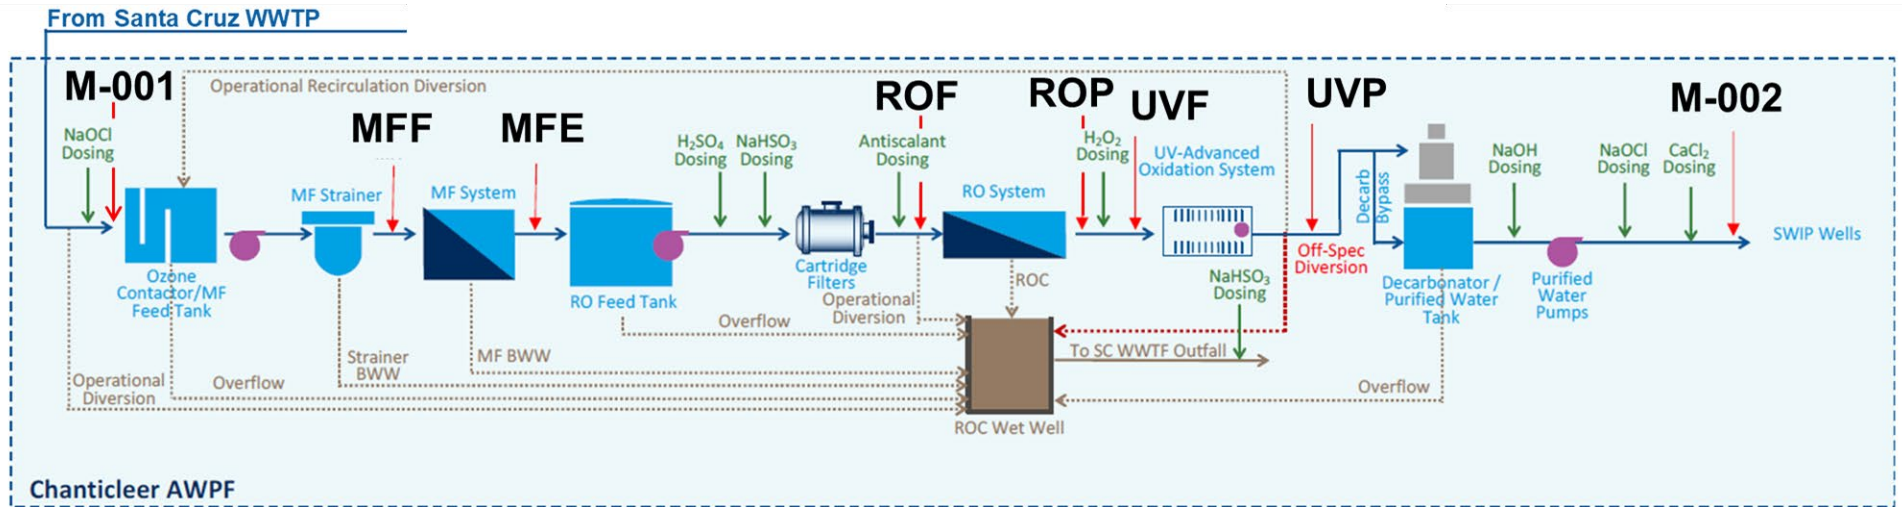 From Santa Cruz WWTP
M-001
Operational Recirculation Diversion
NaOCl
Dosing
MFF
MFE
ROF
ROP
UVF
UVP
M-002
MF Strainer
MF System
H₂SO₄
Dosing
NaHSO₃
Dosing
Antiscalant
Dosing
RO System
H₂O₂
Dosing
UV-Advanced
Oxidation System
Decarb
Bypass
NaOH
Dosing
NaOCl
Dosing
CaCl₂
Dosing
SWIP Wells
Ozone
Contactor/MF
Feed Tank
RO Feed Tank
Cartridge
Filters
Operational
Diversion
ROC
NaHSO₃
Dosing
Off-Spec
Diversion
Decarbonator /
Purified Water
Tank
Purified
Water
Pumps
Overflow
MF BWW
Strainer
BWW
To SC WWTF Outfall
Operational
Diversion
Overflow
Overflow
ROC Wet Well
Chanticleer AWPF